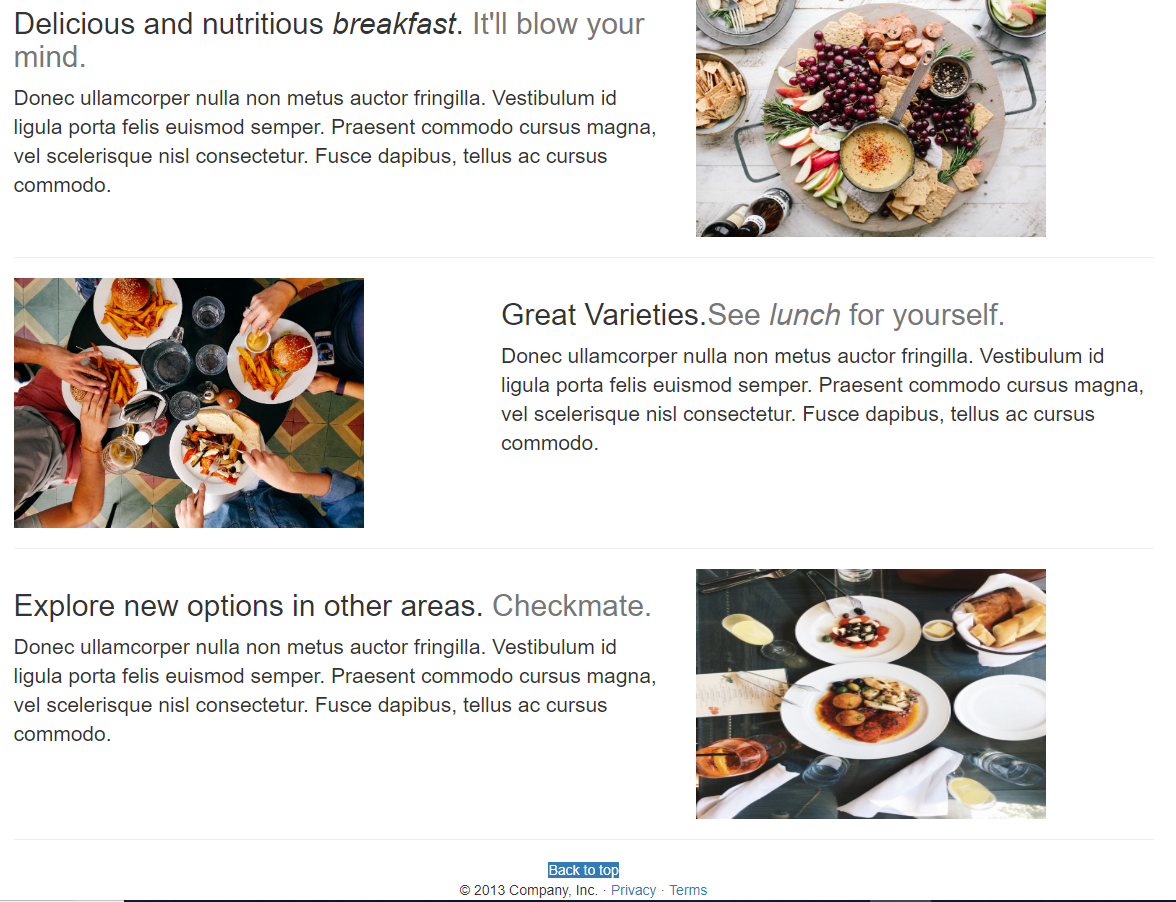 Delicious and nutritious breakfast. It'll blow your
mind.
Donec ullamcorper nulla non metus auctor fringilla. Vestibulum id
ligula porta felis euismod semper. Praesent commodo cursus magna,
vel scelerisque nisl consectetur. Fusce dapibus, tellus ac cursus
commodo.
Great Varieties.See lunch for yourself.
Donec ullamcorper nulla non metus auctor fringilla. Vestibulum id
ligula porta felis euismod semper. Praesent commodo cursus magna,
vel scelerisque nisl consectetur. Fusce dapibus, tellus ac cursus
commodo.
Explore new options in other areas. Checkmate.
Donec ullamcorper nulla non metus auctor fringilla. Vestibulum id
ligula porta felis euismod semper. Praesent commodo cursus magna,
vel scelerisque nisl consectetur. Fusce dapibus, tellus ac cursus
commodo.
Back to top
© 2013 Company, Inc. · Privacy · Terms